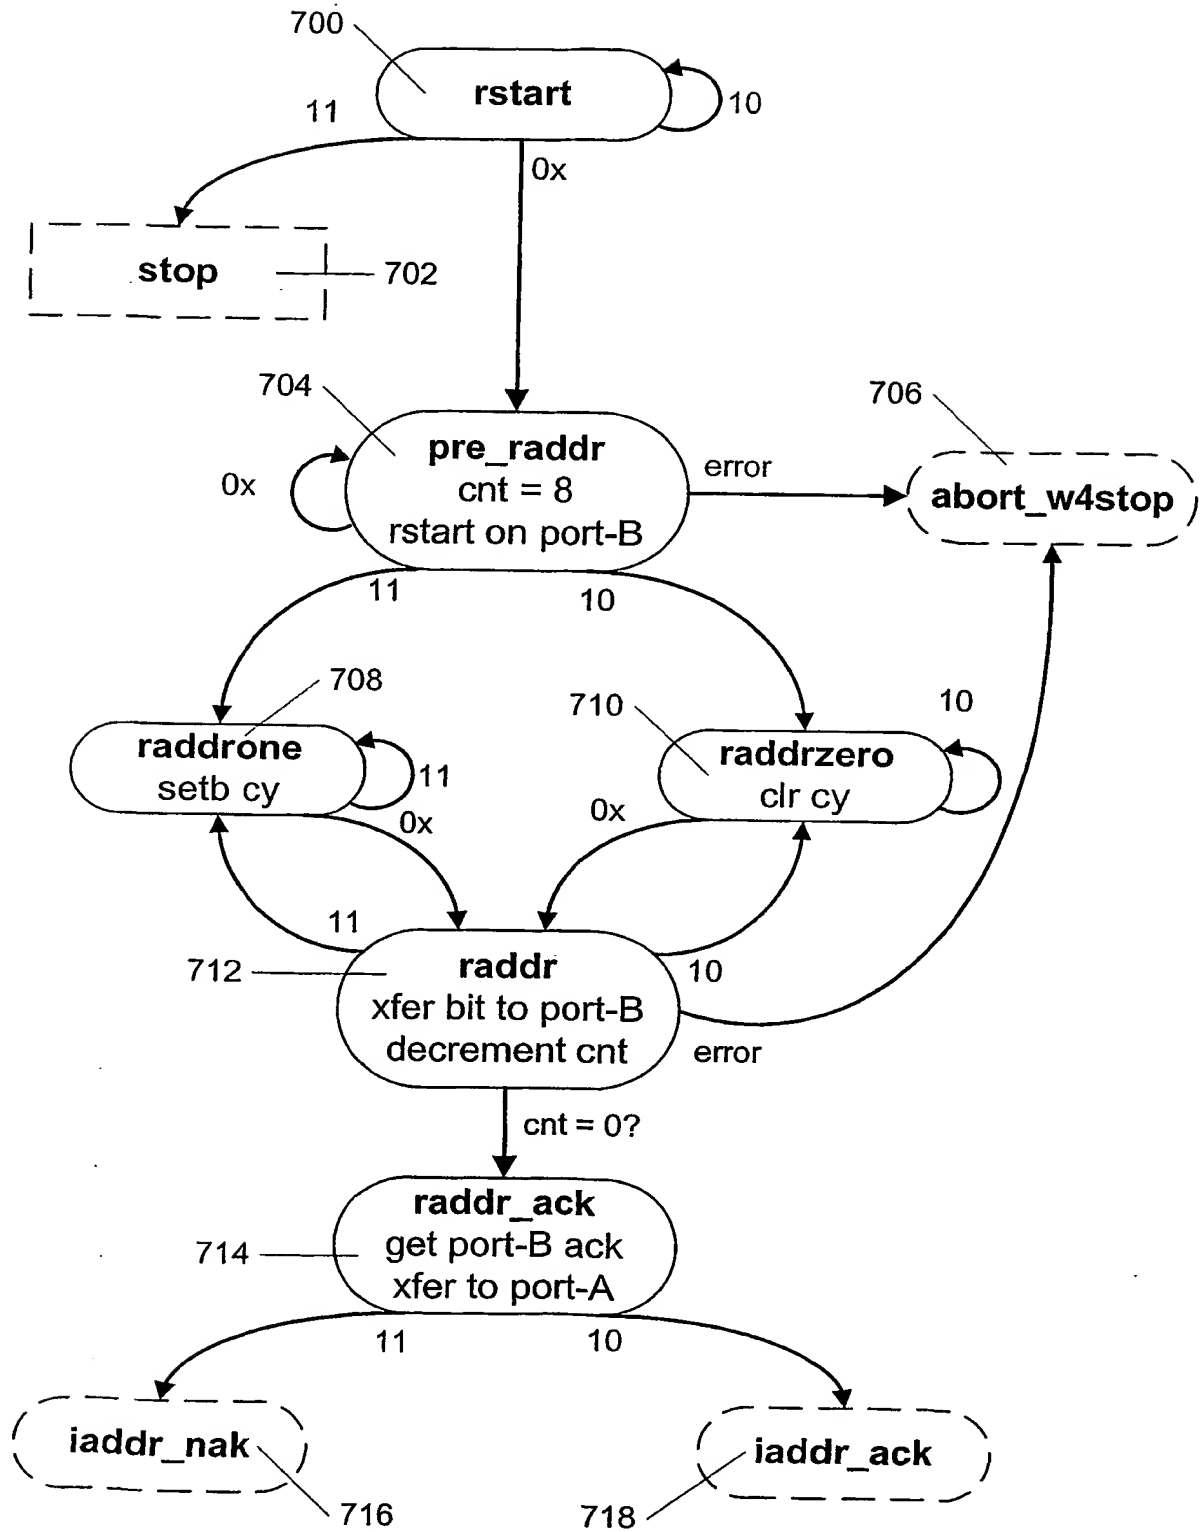 700
rstart
11
10
0x
stop
702
704
706
pre_raddr
cnt = 8
rstart on port-B
0x
error
abort_w4stop
11
10
708
710
10
raddrone
setb cy
11
raddrzero
clr cy
0x
0x
11
10
712
raddr
xfer bit to port-B
decrement cnt
error
cnt = 0?
714
raddr_ack
get port-B ack
xfer to port-A
11
10
iaddr_nak
iaddr_ack
716
718